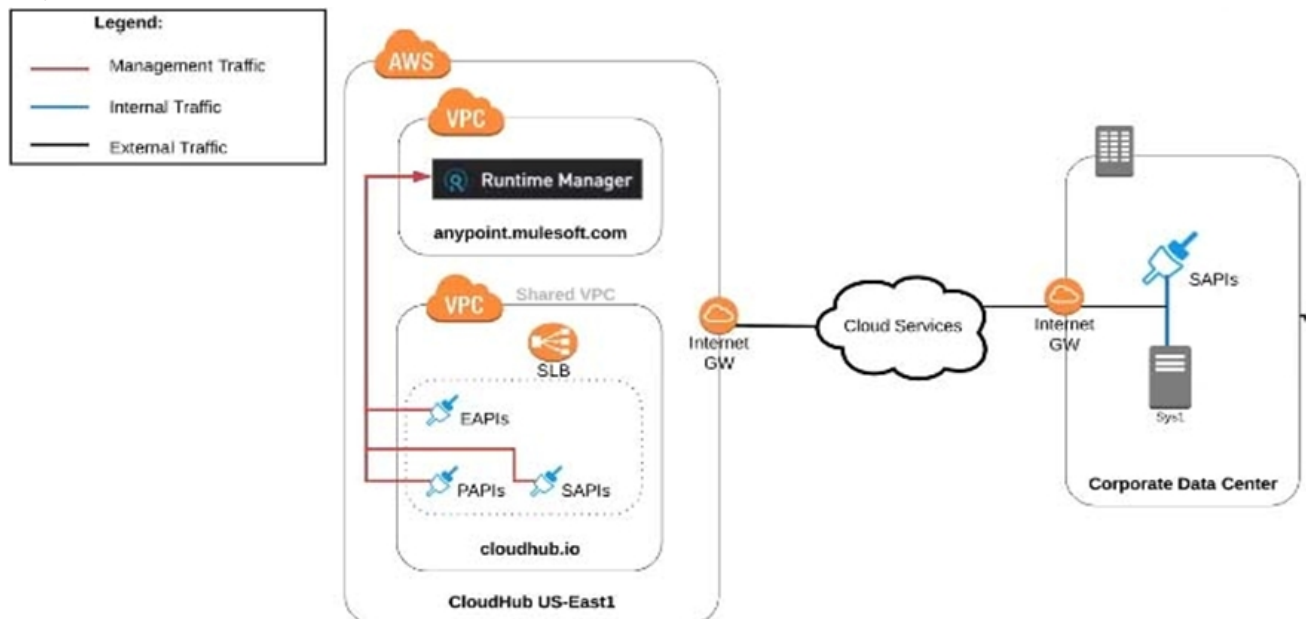 Legend:
Management Traffic
Internal Traffic
External Traffic
AWS
VPC
Runtime Manager
anypoint.mulesoft.com
VPC
Shared VPC
SLB
EAPIs
PAPIs
SAPIs
cloudhub.io
CloudHub US-East1
Internet
GW
Cloud Services
Internet
GW
SAPIs
Sys1
Corporate Data Center